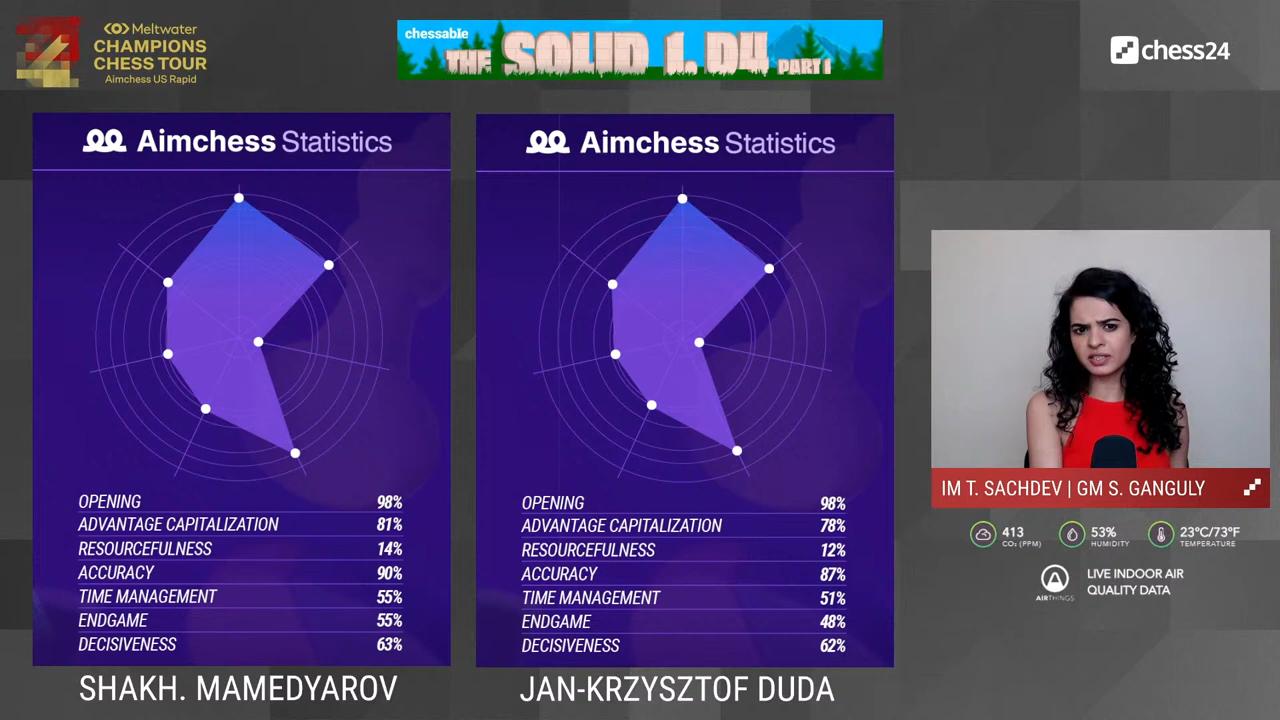 Meltwater
CHAMPIONS
CHESS TOUR
Aimchess US Rapid
chessable
THE SOLID 1. D4 PART 1
chess24
Aimchess Statistics
OPENING 98%
ADVANTAGE CAPITALIZATION 81%
RESOURCEFULNESS 14%
ACCURACY 90%
TIME MANAGEMENT 55%
ENDGAME 55%
DECISIVENESS 63%
SHAKH. MAMEDYAROV
Aimchess Statistics
OPENING 98%
ADVANTAGE CAPITALIZATION 78%
RESOURCEFULNESS 12%
ACCURACY 87%
TIME MANAGEMENT 51%
ENDGAME 48%
DECISIVENESS 62%
JAN-KRZYSZTOF DUDA
IM T. SACHDEV | GM S. GANGULY
413
CO₂ (PPM)
53%
HUMIDITY
23°C/73°F
TEMPERATURE
AIRTHINGS
LIVE INDOOR AIR
QUALITY DATA